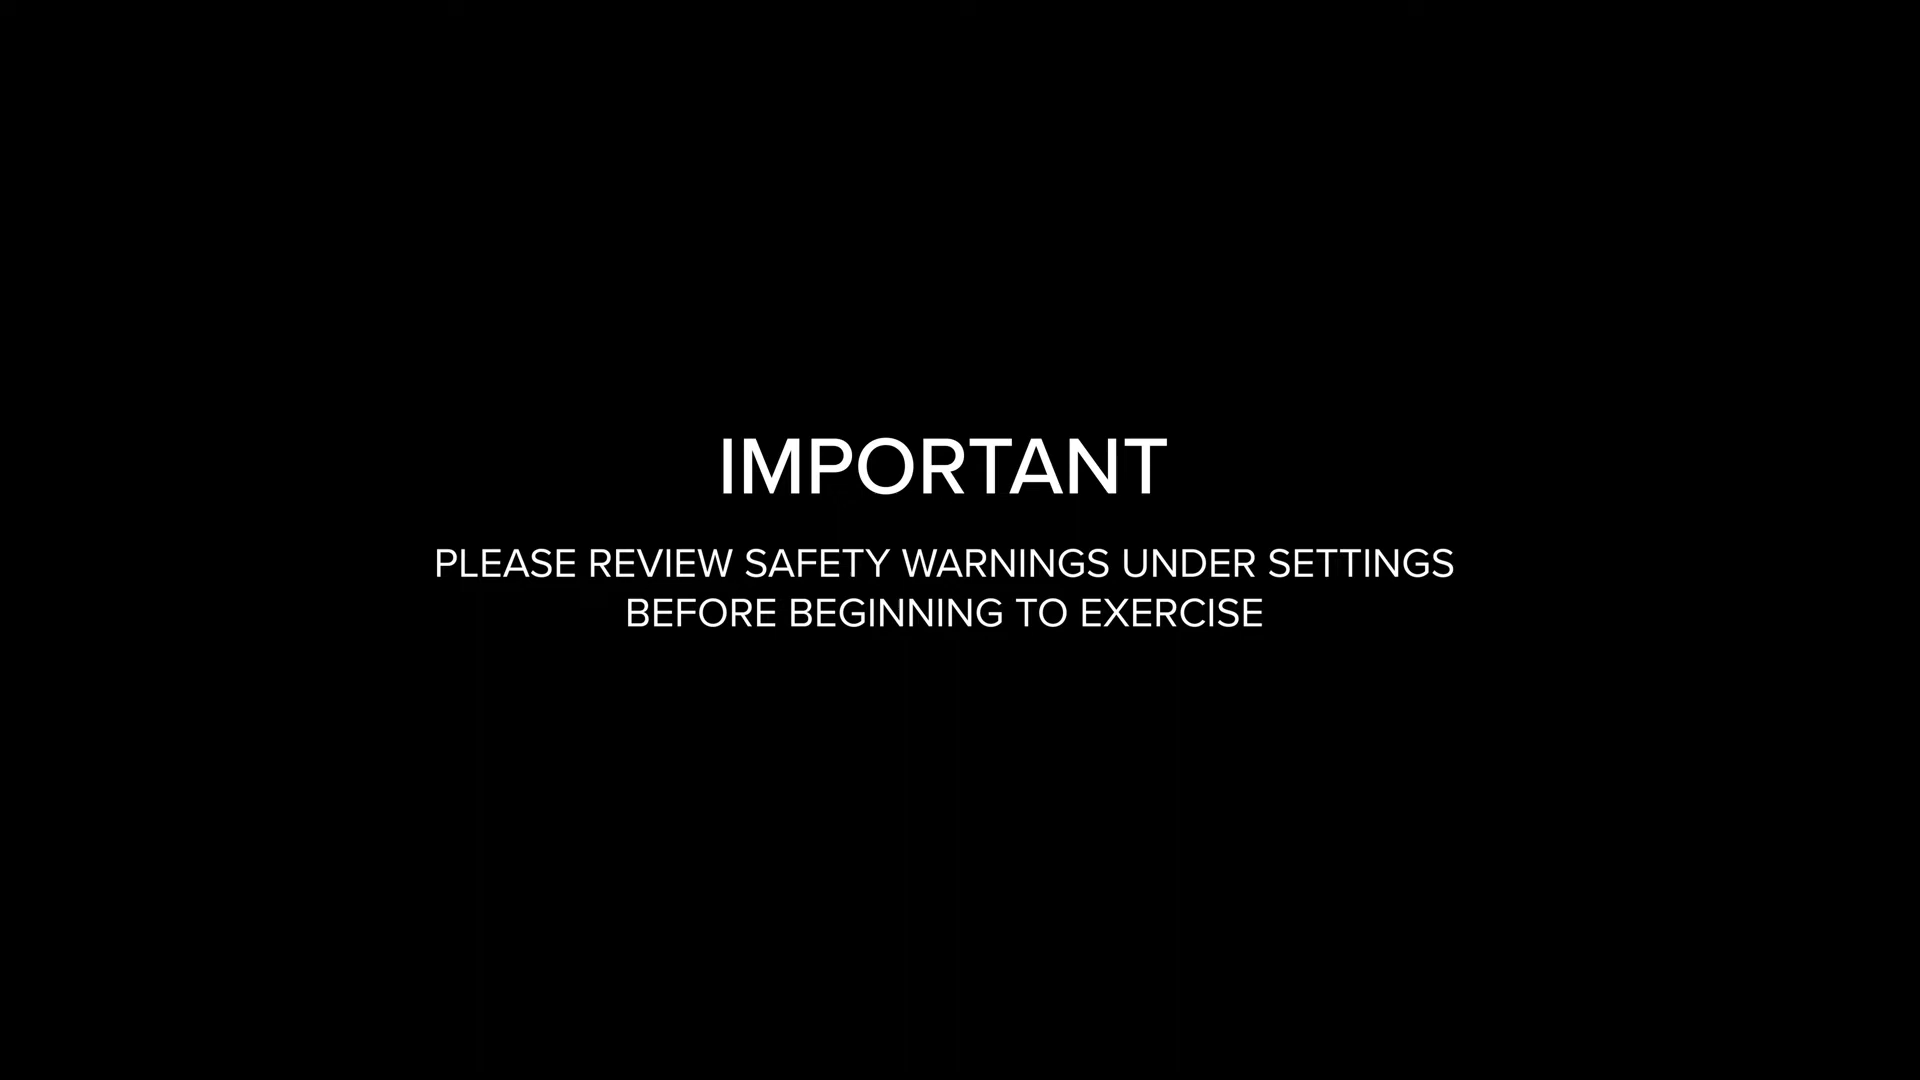 IMPORTANT
PLEASE REVIEW SAFETY WARNINGS UNDER SETTINGS
BEFORE BEGINNING TO EXERCISE